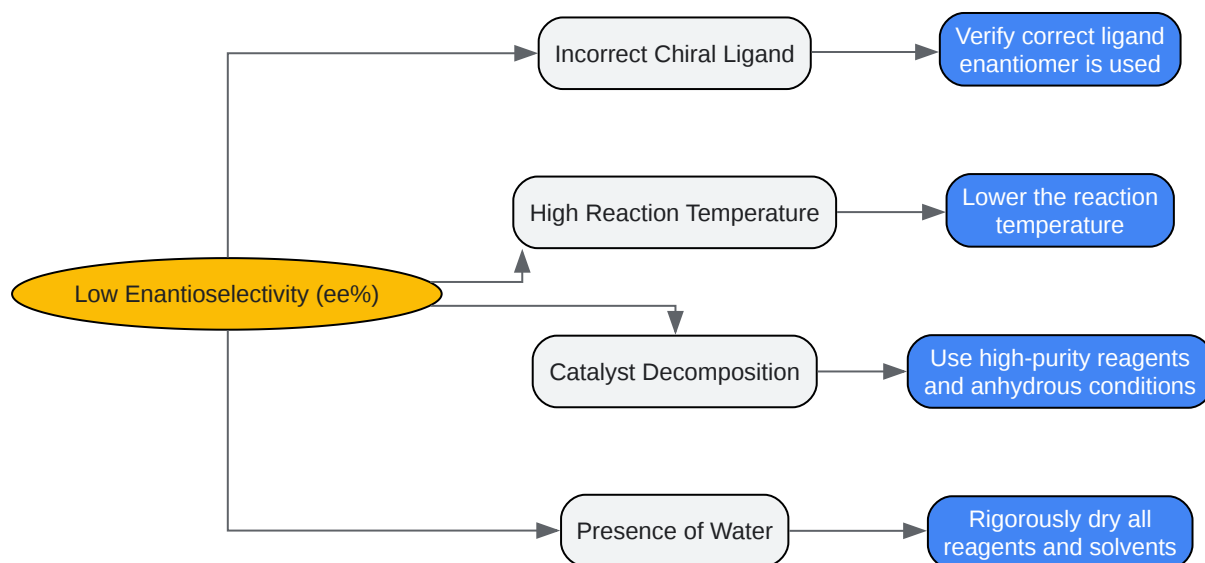 Incorrect Chiral Ligand
Verify correct ligand
enantiomer is used
High Reaction Temperature
Lower the reaction
temperature
Low Enantioselectivity (ee%)
Catalyst Decomposition
Use high-purity reagents
and anhydrous conditions
Presence of Water
Rigorously dry all
reagents and solvents